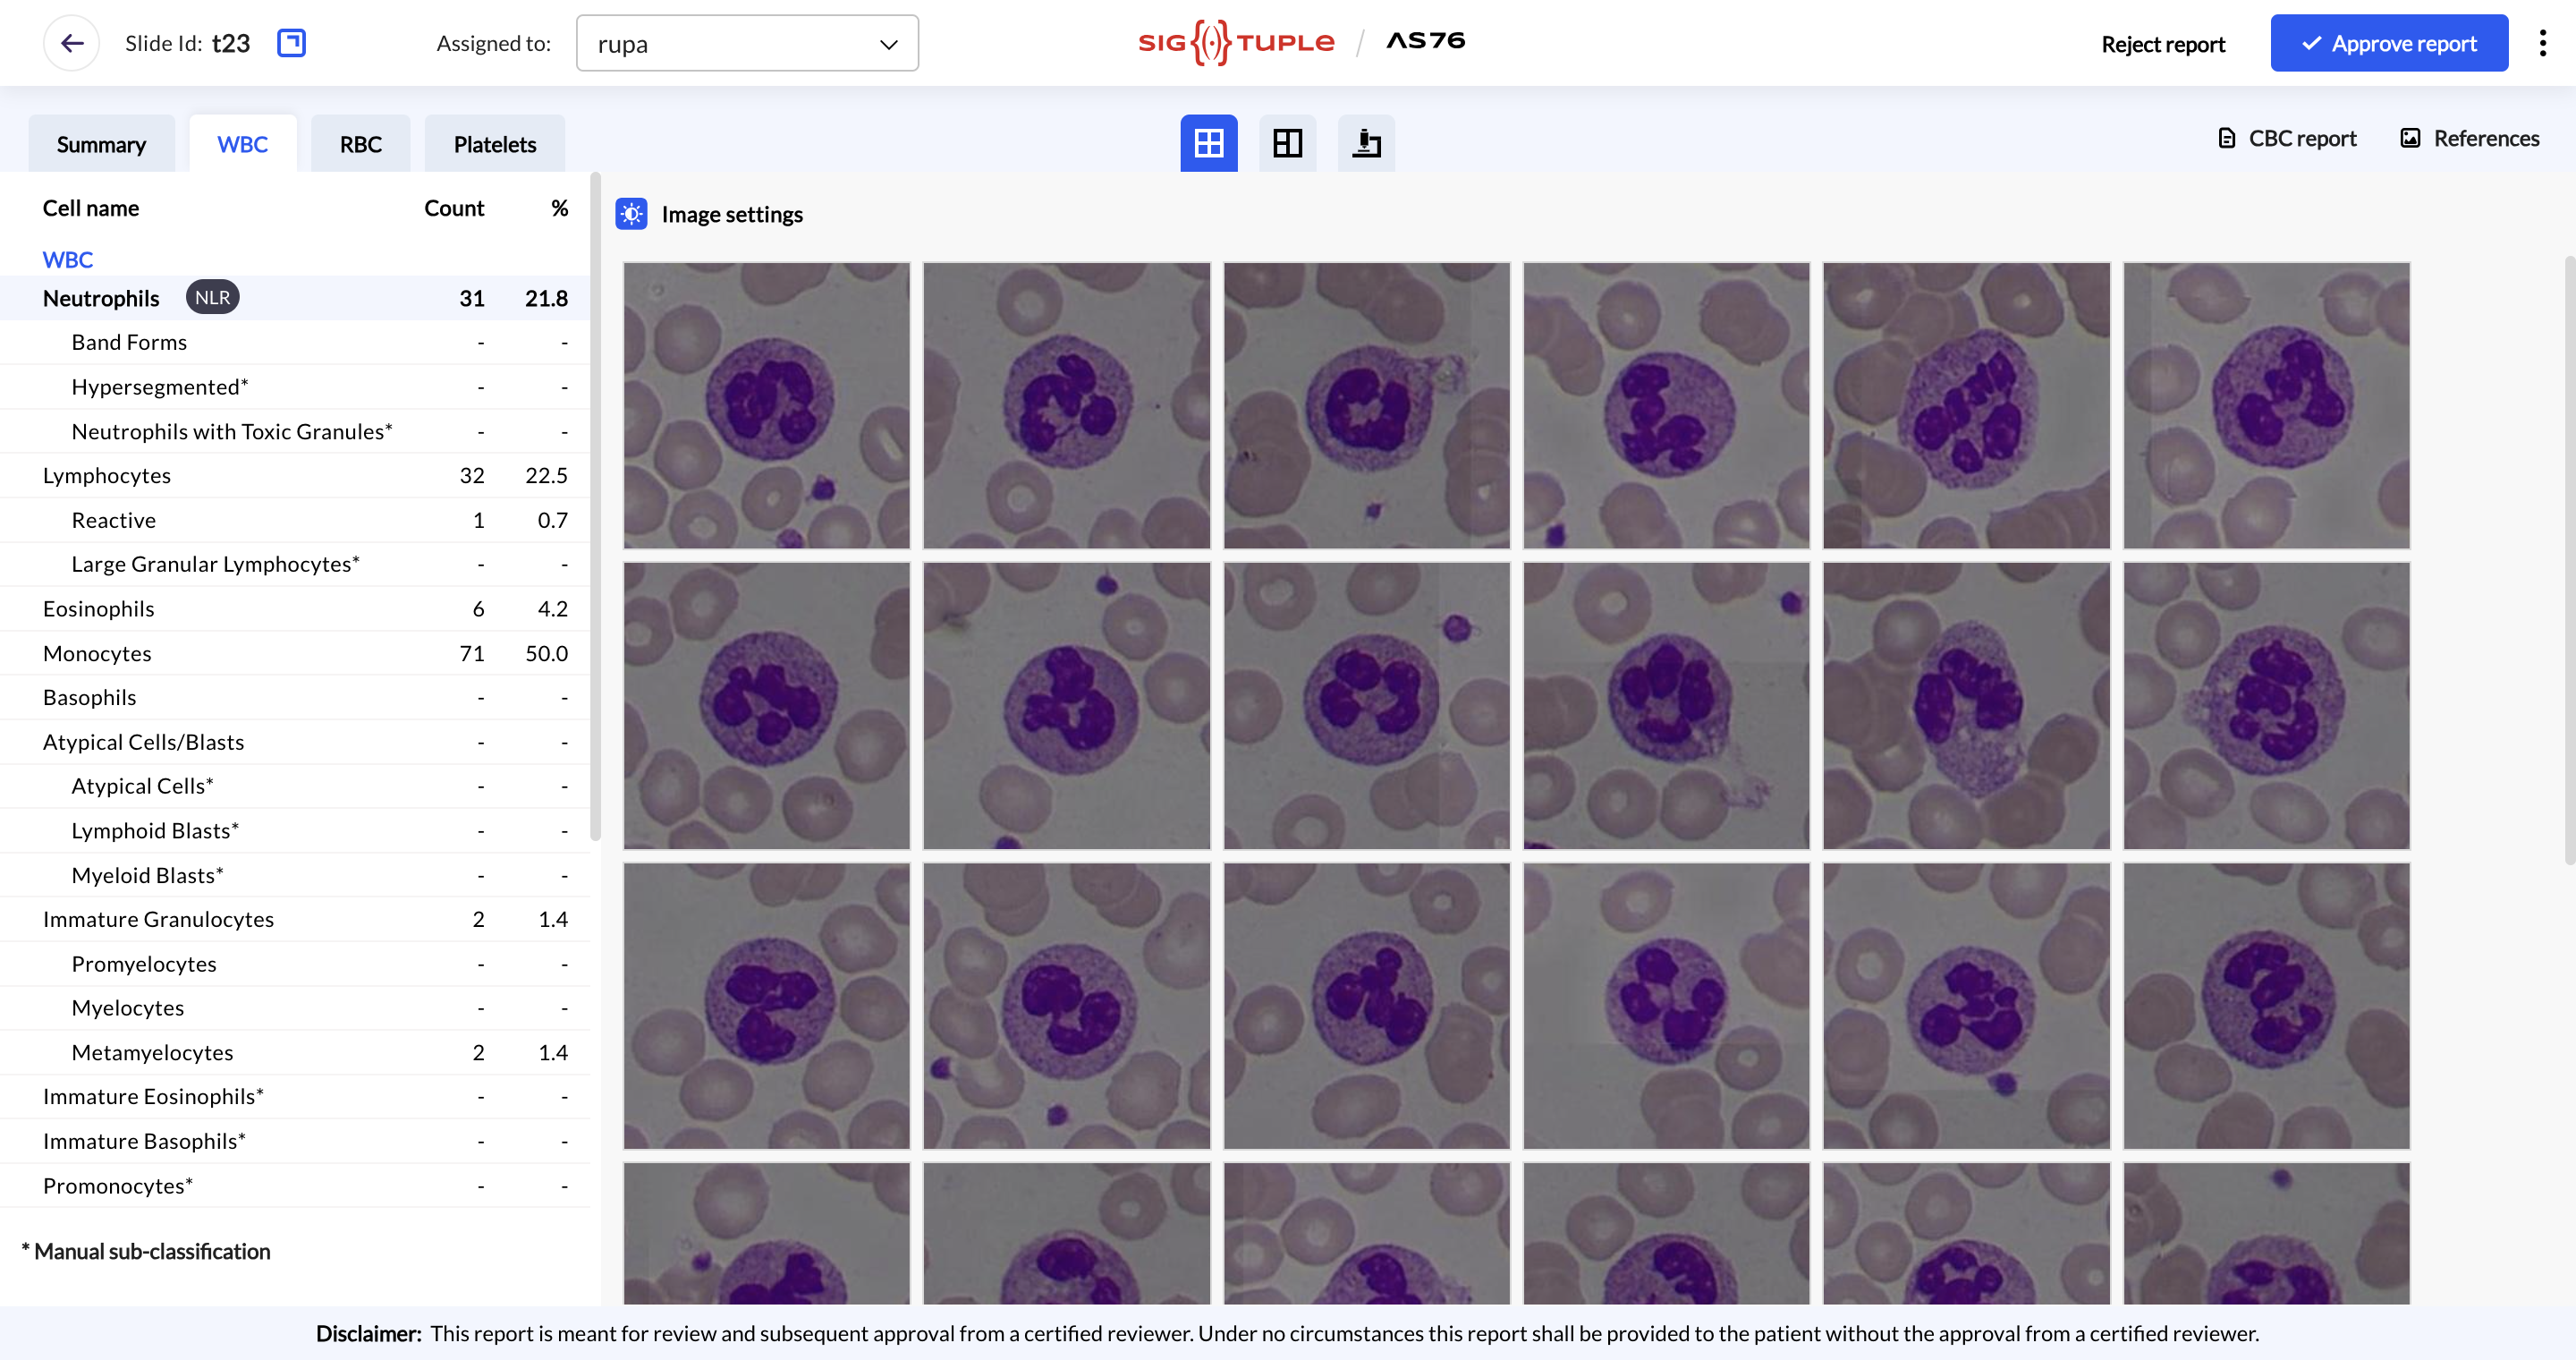 Slide Id: t23
Assigned to: rupa
SIGTUPLE / AS76
Reject report
Approve report
Summary
WBC
RBC
Platelets
CBC report
References
Cell name Count %
Image settings
WBC
Neutrophils NLR 31 21.8
Band Forms - -
Hypersegmented* - -
Neutrophils with Toxic Granules* - -
Lymphocytes 32 22.5
Reactive 1 0.7
Large Granular Lymphocytes* - -
Eosinophils 6 4.2
Monocytes 71 50.0
Basophils - -
Atypical Cells/Blasts - -
Atypical Cells* - -
Lymphoid Blasts* - -
Myeloid Blasts* - -
Immature Granulocytes 2 1.4
Promyelocytes - -
Myelocytes - -
Metamyelocytes 2 1.4
Immature Eosinophils* - -
Immature Basophils* - -
Promonocytes* - -
* Manual sub-classification
Disclaimer: This report is meant for review and subsequent approval from a certified reviewer. Under no circumstances this report shall be provided to the patient without the approval from a certified reviewer.